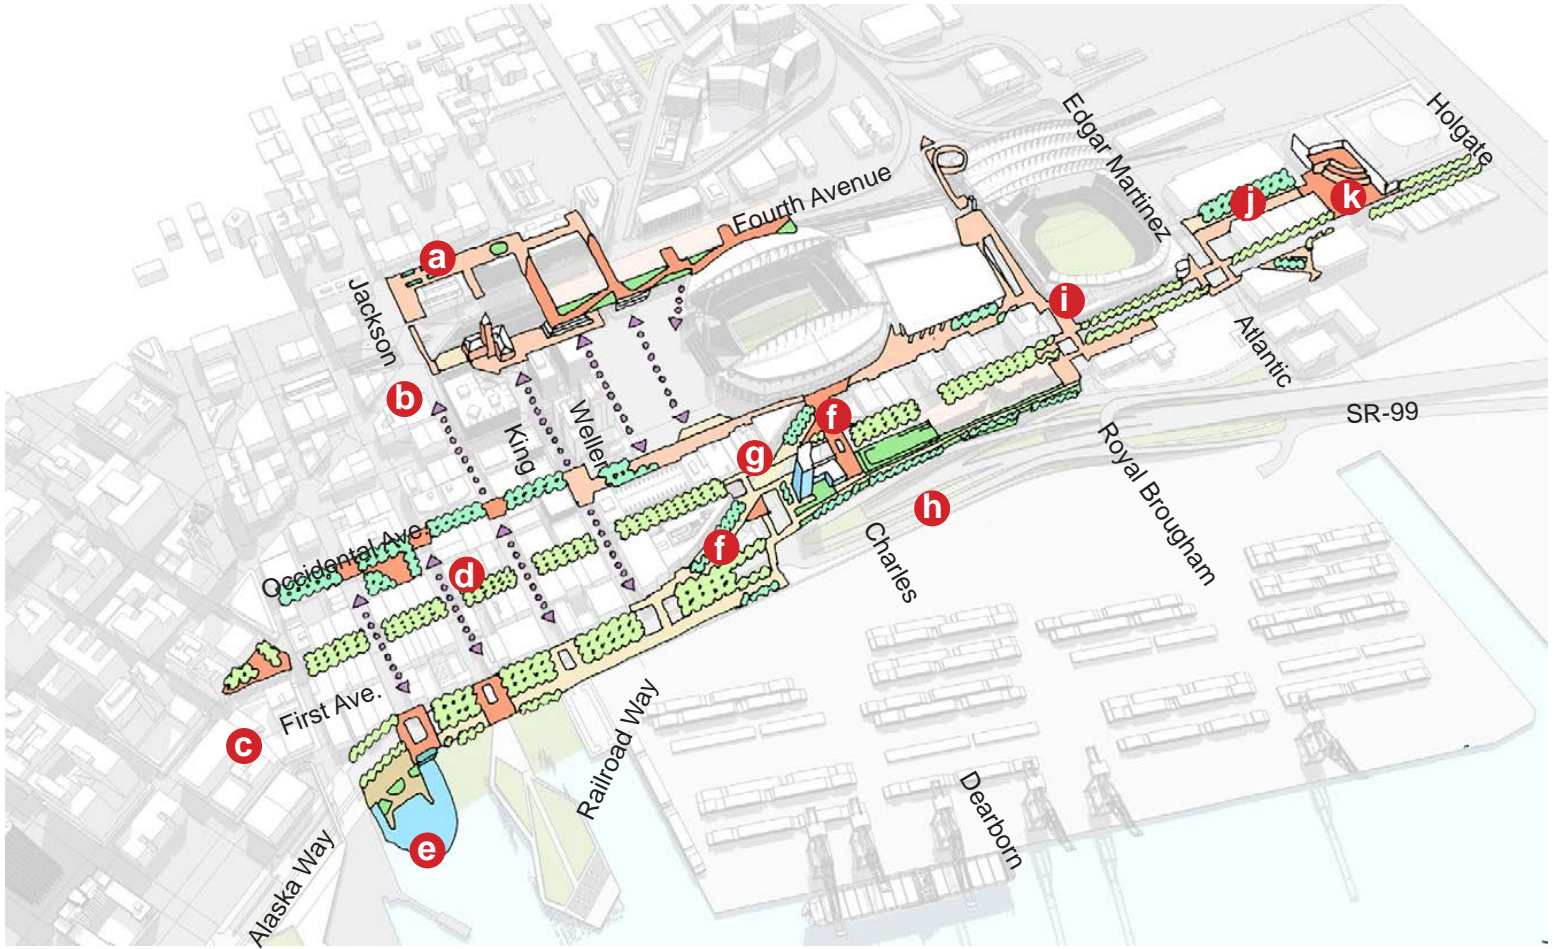 Holgate
Edgar Martinez
Fourth Avenue
j
k
a
Jackson
i
Atlantic
b
SR-99
Weller
King
f
g
Royal Brougham
h
Charles
Occidental Ave.
f
d
First Ave.
c
Railroad Way
Dearborn
e
Alaska Way